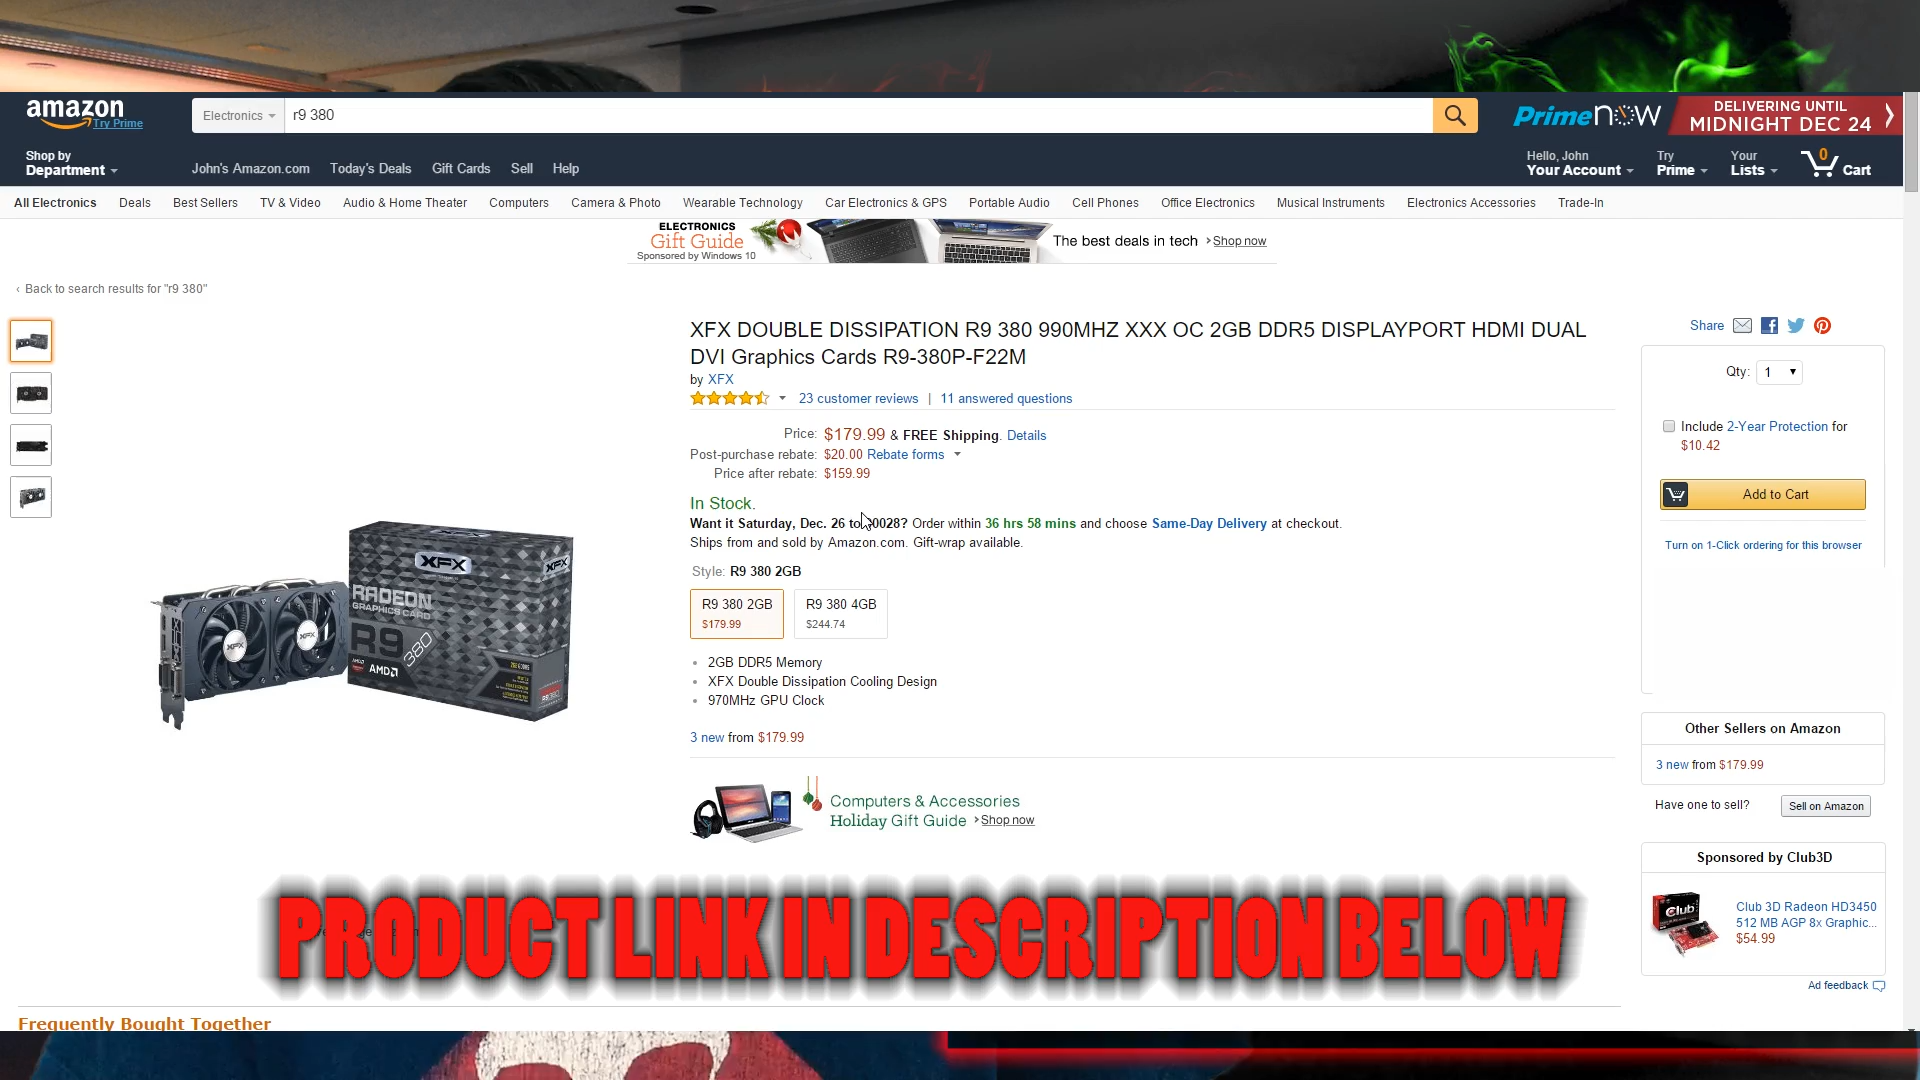 amazon
Try Prime
Electronics
r9 380
PrimenOW
DELIVERING UNTIL
MIDNIGHT DEC 24
Shop by
Department
John's Amazon.com
Today's Deals
Gift Cards
Sell
Help
Hello, John
Your Account
Try
Prime
Your
Lists
0
Cart
All Electronics
Deals
Best Sellers
TV & Video
Audio & Home Theater
Computers
Camera & Photo
Wearable Technology
Car Electronics & GPS
Portable Audio
Cell Phones
Office Electronics
Musical Instruments
Electronics Accessories
Trade-In
ELECTRONICS
Gift Guide
Sponsored by Windows 10
The best deals in tech › Shop now
‹ Back to search results for "r9 380"
XFX DOUBLE DISSIPATION R9 380 990MHZ XXX OC 2GB DDR5 DISPLAYPORT HDMI DUAL
DVI Graphics Cards R9-380P-F22M
by XFX
23 customer reviews | 11 answered questions
Price: $179.99 & FREE Shipping. Details
Post-purchase rebate: $20.00 Rebate forms
Price after rebate: $159.99
In Stock.
Want it Saturday, Dec. 26 to 10028? Order within 36 hrs 58 mins and choose Same-Day Delivery at checkout.
Ships from and sold by Amazon.com. Gift-wrap available.
Style: R9 380 2GB
R9 380 2GB
$179.99
R9 380 4GB
$244.74
2GB DDR5 Memory
XFX Double Dissipation Cooling Design
970MHz GPU Clock
3 new from $179.99
XFX
XFX
RADEON
GRAPHICS CARD
R9
380
AMD
XFX
XFX
Computers & Accessories
Holiday Gift Guide › Shop now
Share
Qty: 1
Include 2-Year Protection for
$10.42
Add to Cart
Turn on 1-Click ordering for this browser
Other Sellers on Amazon
3 new from $179.99
Have one to sell?
Sell on Amazon
Sponsored by Club3D
Club
Club 3D Radeon HD3450
512 MB AGP 8x Graphic...
$54.99
Ad feedback
PRODUCT LINK IN DESCRIPTION BELOW
Frequently Bought Together